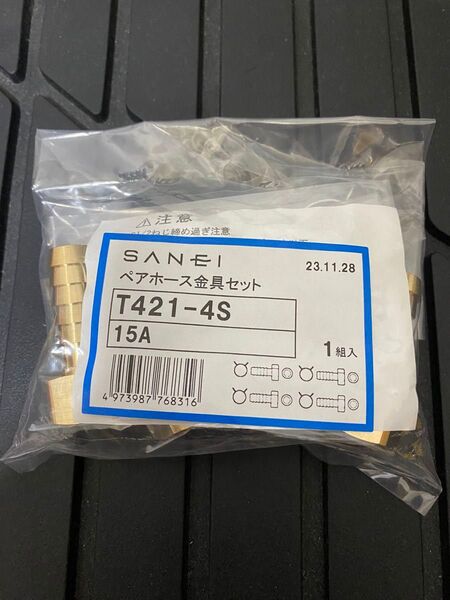 ⚠注意
ねじ締め過ぎ注意
SANEI
23.11.28
ペアホース金具セット
T421-4S
15A
1組入
4 973987 768316